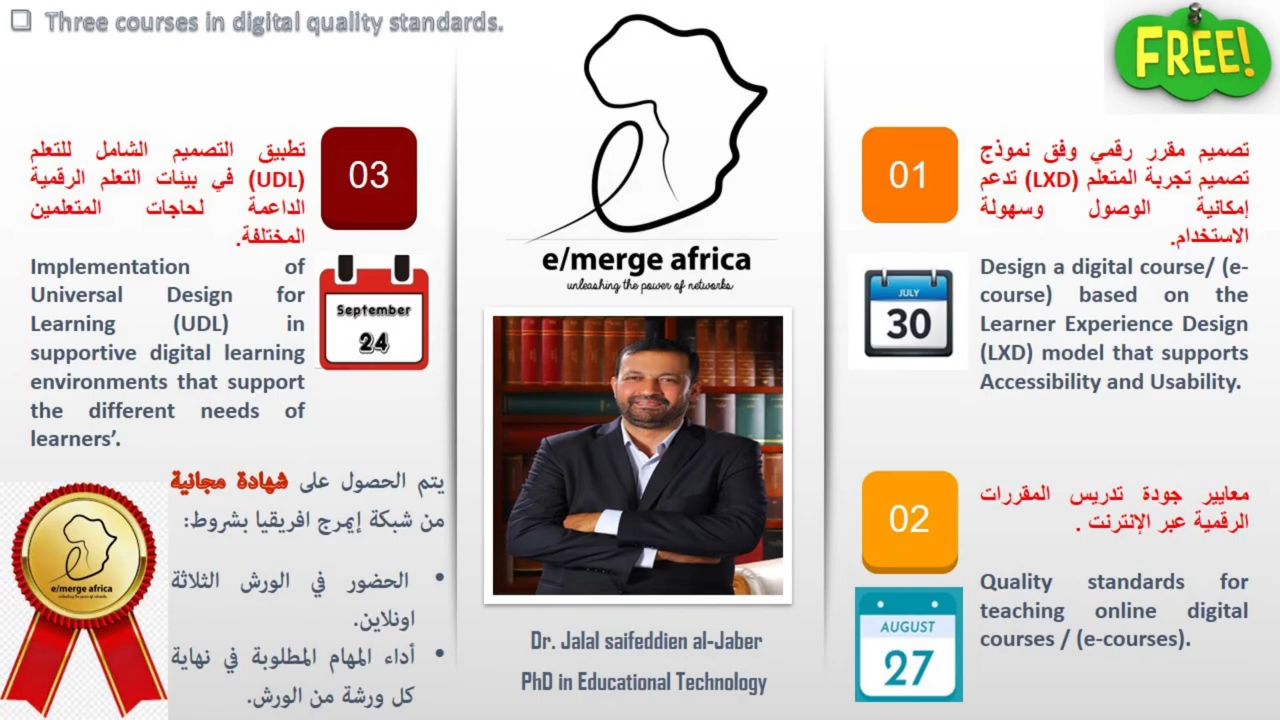 Three courses in digital quality standards.
FREE!
e/merge africa
unleashing the power of networks
01
تصميم مقرر رقمي وفق نموذج
تصميم تجربة المتعلم (LXD) تدعم
إمكانية الوصول وسهولة
الاستخدام.
JULY
30
Design a digital course/ (e-
course) based on the
Learner Experience Design
(LXD) model that supports
Accessibility and Usability.
02
معايير جودة تدريس المقررات
الرقمية عبر الإنترنت .
AUGUST
27
Quality standards for
teaching online digital
courses / (e-courses).
03
تطبيق التصميم الشامل للتعلم
(UDL) في بيئات التعلم الرقمية
الداعمة لحاجات المتعلمين
المختلفة.
September
24
Implementation of
Universal Design for
Learning (UDL) in
supportive digital learning
environments that support
the different needs of
learners’.
يتم الحصول على شهادة مجانية
من شبكة إيمرج افريقيا بشروط:
• الحضور في الورش الثلاثة
اونلاين.
• أداء المهام المطلوبة في نهاية
كل ورشة من الورش.
e/merge africa
unleashing the power of networks
Dr. Jalal saifeddien al-Jaber
PhD in Educational Technology